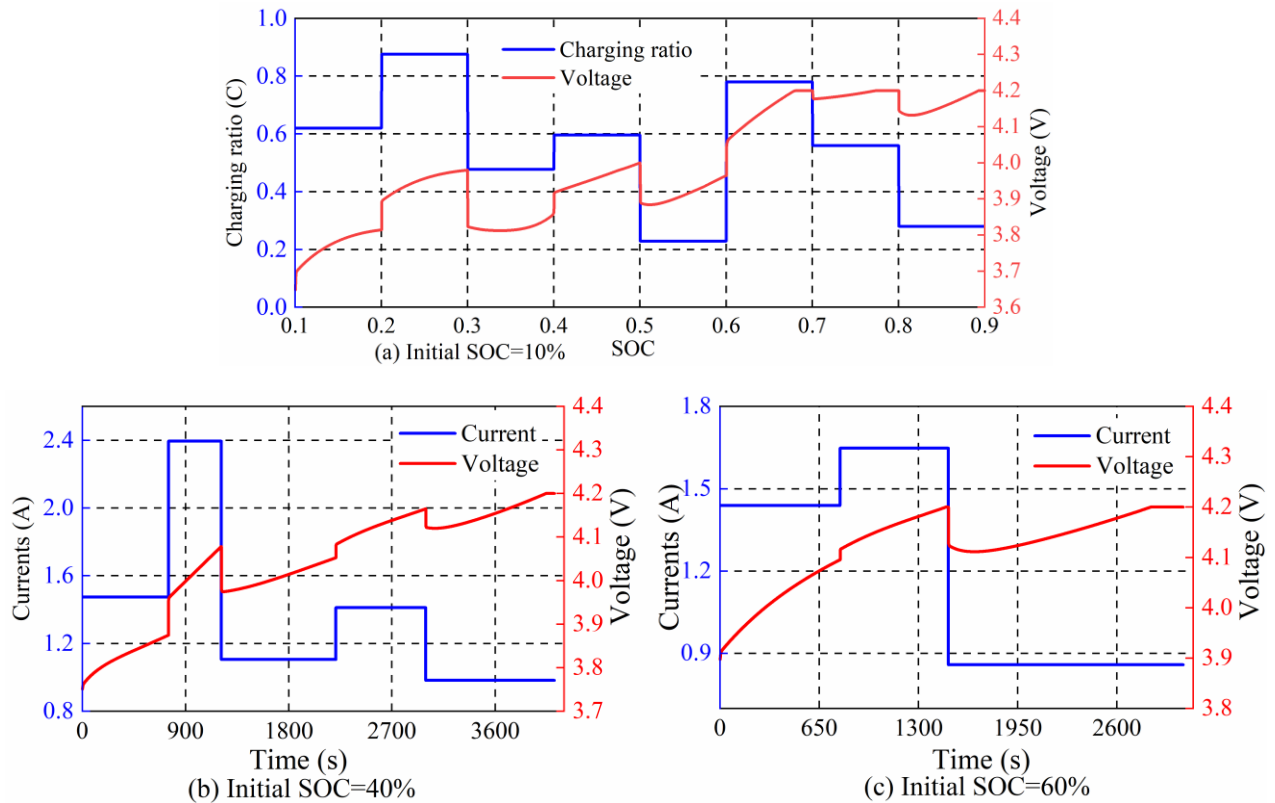 Charging ratio (C)
1.0
0.8
0.6
0.4
0.2
0.0
Charging ratio
Voltage
4.4
4.3
4.2
4.1
4.0
3.9
3.8
3.7
3.6
Voltage (V)
0.1 0.2 0.3 0.4 0.5 0.6 0.7 0.8 0.9
(a) Initial SOC=10% SOC
Currents (A)
2.4
2.0
1.6
1.2
0.8
Current
Voltage
4.4
4.3
4.2
4.1
4.0
3.9
3.8
3.7
Voltage (V)
0 900 1800 2700 3600
Time (s)
(b) Initial SOC=40%
Currents (A)
1.8
1.5
1.2
0.9
Current
Voltage
4.4
4.3
4.2
4.1
4.0
3.9
3.8
Voltage (V)
0 650 1300 1950 2600
Time (s)
(c) Initial SOC=60%